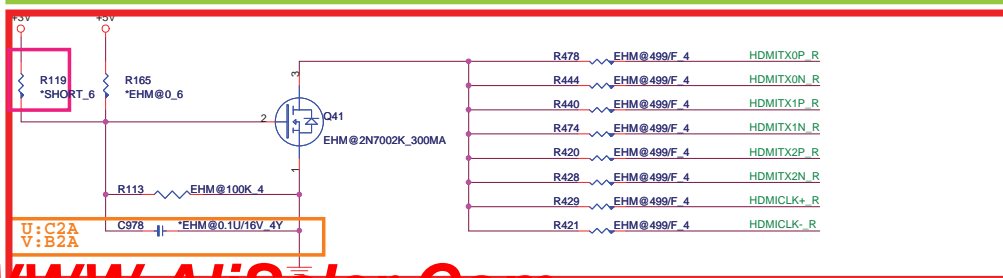 +3V +5V
R119
*SHORT_6
R165
*EHM@0_6
3
2
1
Q41
EHM@2N7002K_300MA
R113 EHM@100K_4
C978 *EHM@0.1U/16V_4Y
U:C2A
V:B2A
R478 EHM@499/F_4 HDMITX0P_R
R444 EHM@499/F_4 HDMITX0N_R
R440 EHM@499/F_4 HDMITX1P_R
R474 EHM@499/F_4 HDMITX1N_R
R420 EHM@499/F_4 HDMITX2P_R
R428 EHM@499/F_4 HDMITX2N_R
R429 EHM@499/F_4 HDMICLK+_R
R421 EHM@499/F_4 HDMICLK-_R